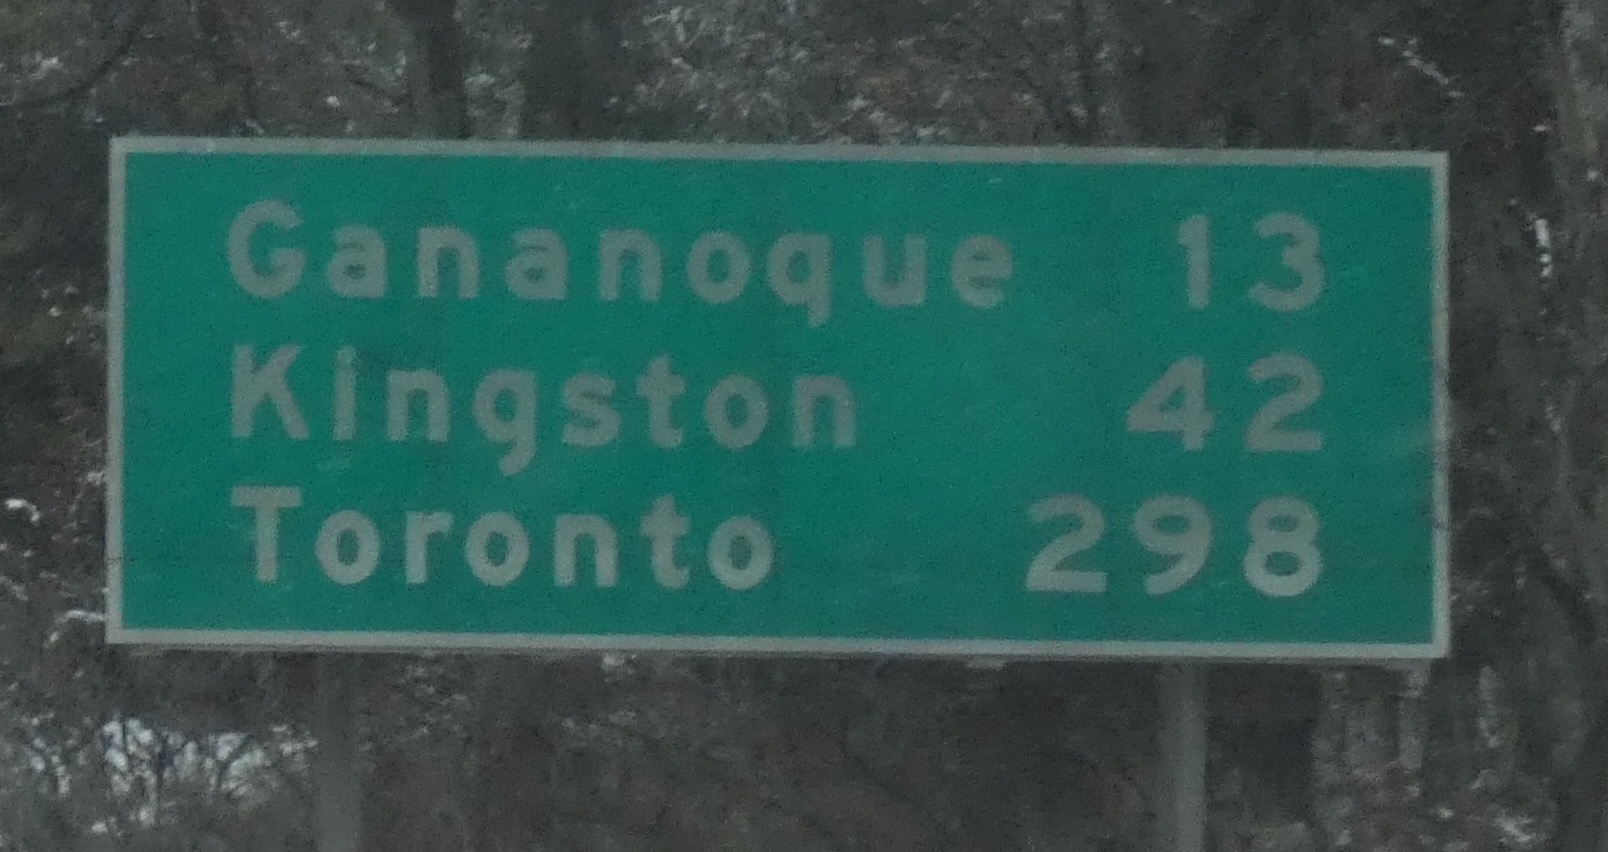 Gananoque 13
Kingston 42
Toronto 298